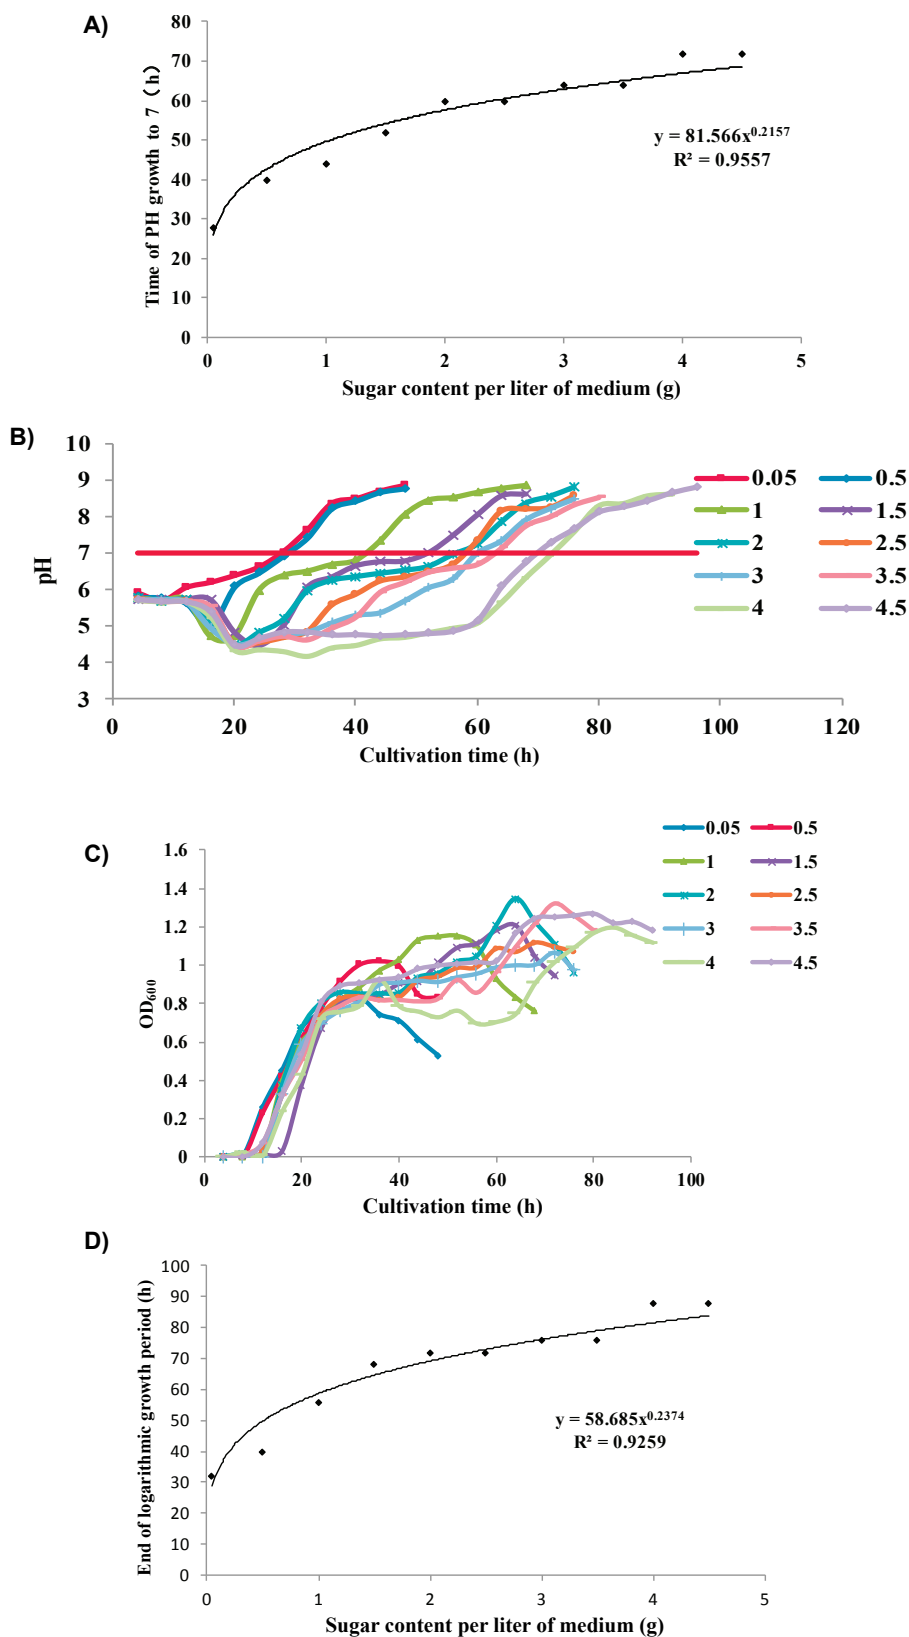 A)
80
70
60
50
40
30
20
10
0
Time of PH growth to 7（h）
y = 81.566x^0.2157
R² = 0.9557
0 1 2 3 4 5
Sugar content per liter of medium (g)
B)
10
9
8
7
6
5
4
3
pH
0.05 0.5
1 1.5
2 2.5
3 3.5
4 4.5
0 20 40 60 80 100 120
Cultivation time (h)
C)
0.05 0.5
1 1.5
2 2.5
3 3.5
4 4.5
1.6
1.4
1.2
1
0.8
0.6
0.4
0.2
0
OD600
0 20 40 60 80 100
Cultivation time (h)
D)
100
90
80
70
60
50
40
30
20
10
0
End of logarithmic growth period (h)
y = 58.685x^0.2374
R² = 0.9259
0 1 2 3 4 5
Sugar content per liter of medium (g)